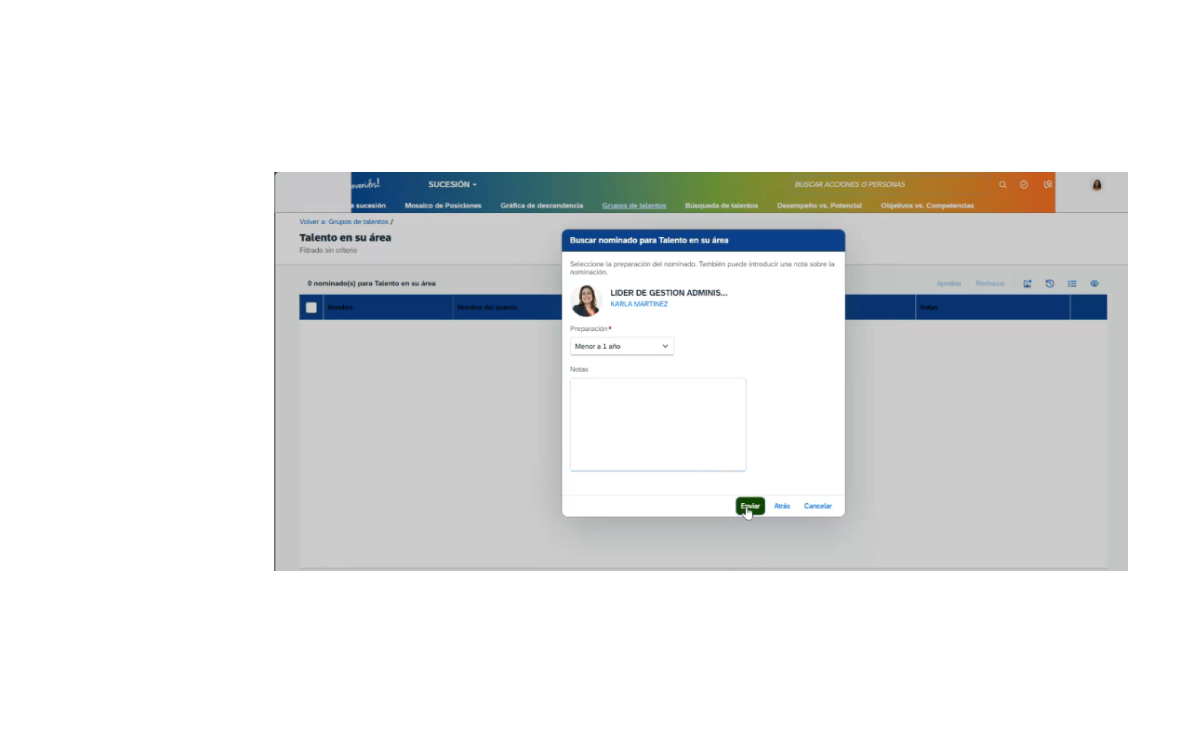 SUCESIÓN
BUSCAR ACCIONES O PERSONAS
sucesión Mosaico de Posiciones Gráfica de descendencia Grupos de talentos Búsqueda de talentos Desempeño vs. Potencial Objetivos vs. Competencias
Volver a: Grupos de talentos /
Talento en su área
Filtrado sin criterio
0 nominado(s) para Talento en su área
Aprobar Rechazar
Nombre Nombre del puesto Notas
Buscar nominado para Talento en su área
Seleccione la preparación del nominado. También puede introducir una nota sobre la
nominación.
LIDER DE GESTION ADMINIS...
KARLA MARTINEZ
Preparación*
Menor a 1 año
Notas
Enviar Atrás Cancelar